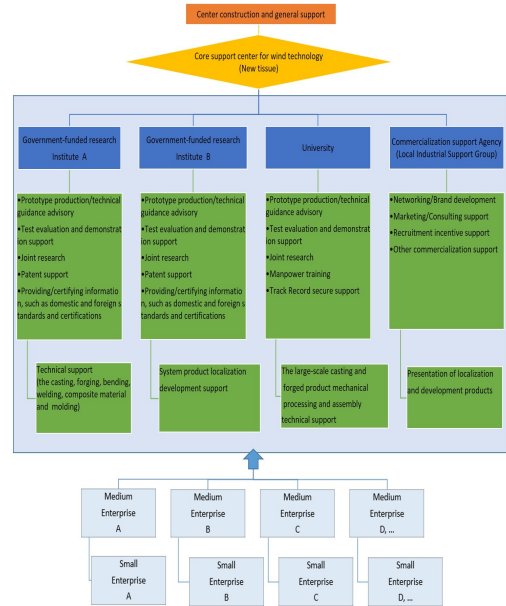 Center construction and general support
Core support center for wind technology
(New tissue)
Government-funded research
Institute A
Government-funded research
Institute B
University
Commercialization support Agency
(Local Industrial Support Group)
•Prototype production/technical
guidance advisory
•Test evaluation and demonstrat
ion support
•Joint research
•Patent support
•Providing/certifying informatio
n, such as domestic and foreign s
tandards and certifications
•Prototype production/technical
guidance advisory
•Test evaluation and demonstrat
ion support
•Joint research
•Patent support
•Providing/certifying informatio
n, such as domestic and foreign s
tandards and certifications
•Prototype production/technical
guidance advisory
•Test evaluation and demonstrat
ion support
•Joint research
•Manpower training
•Track Record secure support
•Networking/Brand development
•Marketing/Consulting support
•Recruitment incentive support
•Other commercialization support
Technical support
(the casting, forging, bending,
welding, composite material
and molding)
System product localization
development support
The large-scale casting and
forged product mechanical
processing and assembly
technical support
Presentation of localization
and development products
Medium
Enterprise
A
Medium
Enterprise
B
Medium
Enterprise
C
Medium
Enterprise
D, ...
Small
Enterprise
A
Small
Enterprise
B
Small
Enterprise
C
Small
Enterprise
D, ...